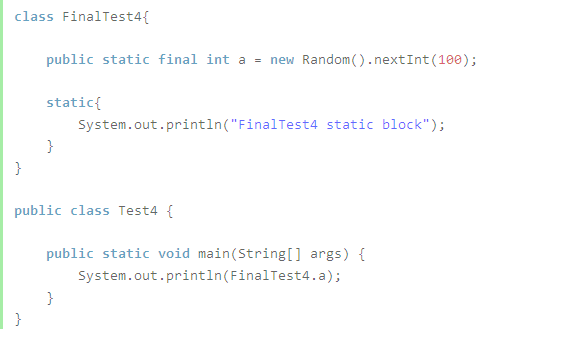 class FinalTest4{
public static final int a = new Random().nextInt(100);
static{
System.out.println("FinalTest4 static block");
}
}
public class Test4 {
public static void main(String[] args) {
System.out.println(FinalTest4.a);
}
}